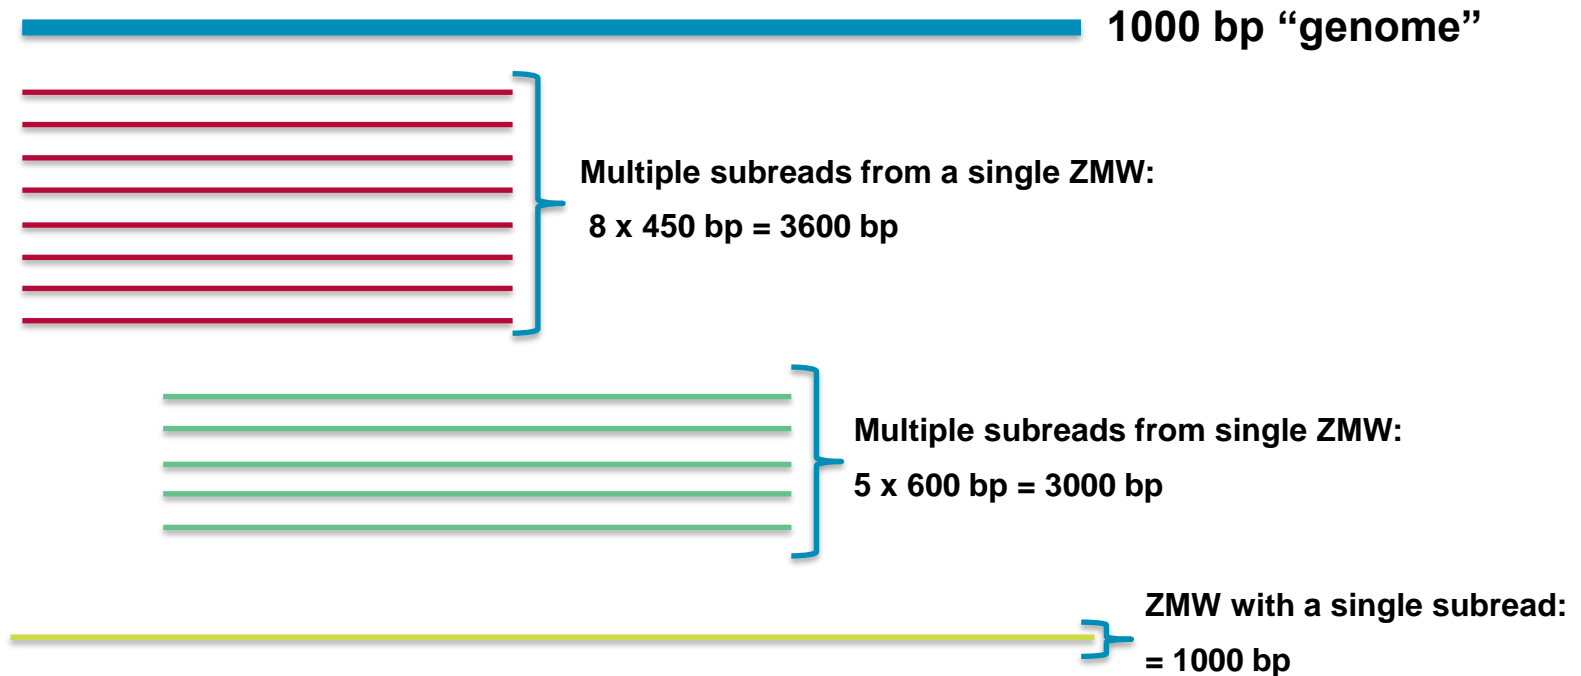 1000 bp “genome”
Multiple subreads from a single ZMW:
8 x 450 bp = 3600 bp
Multiple subreads from single ZMW:
5 x 600 bp = 3000 bp
ZMW with a single subread:
= 1000 bp